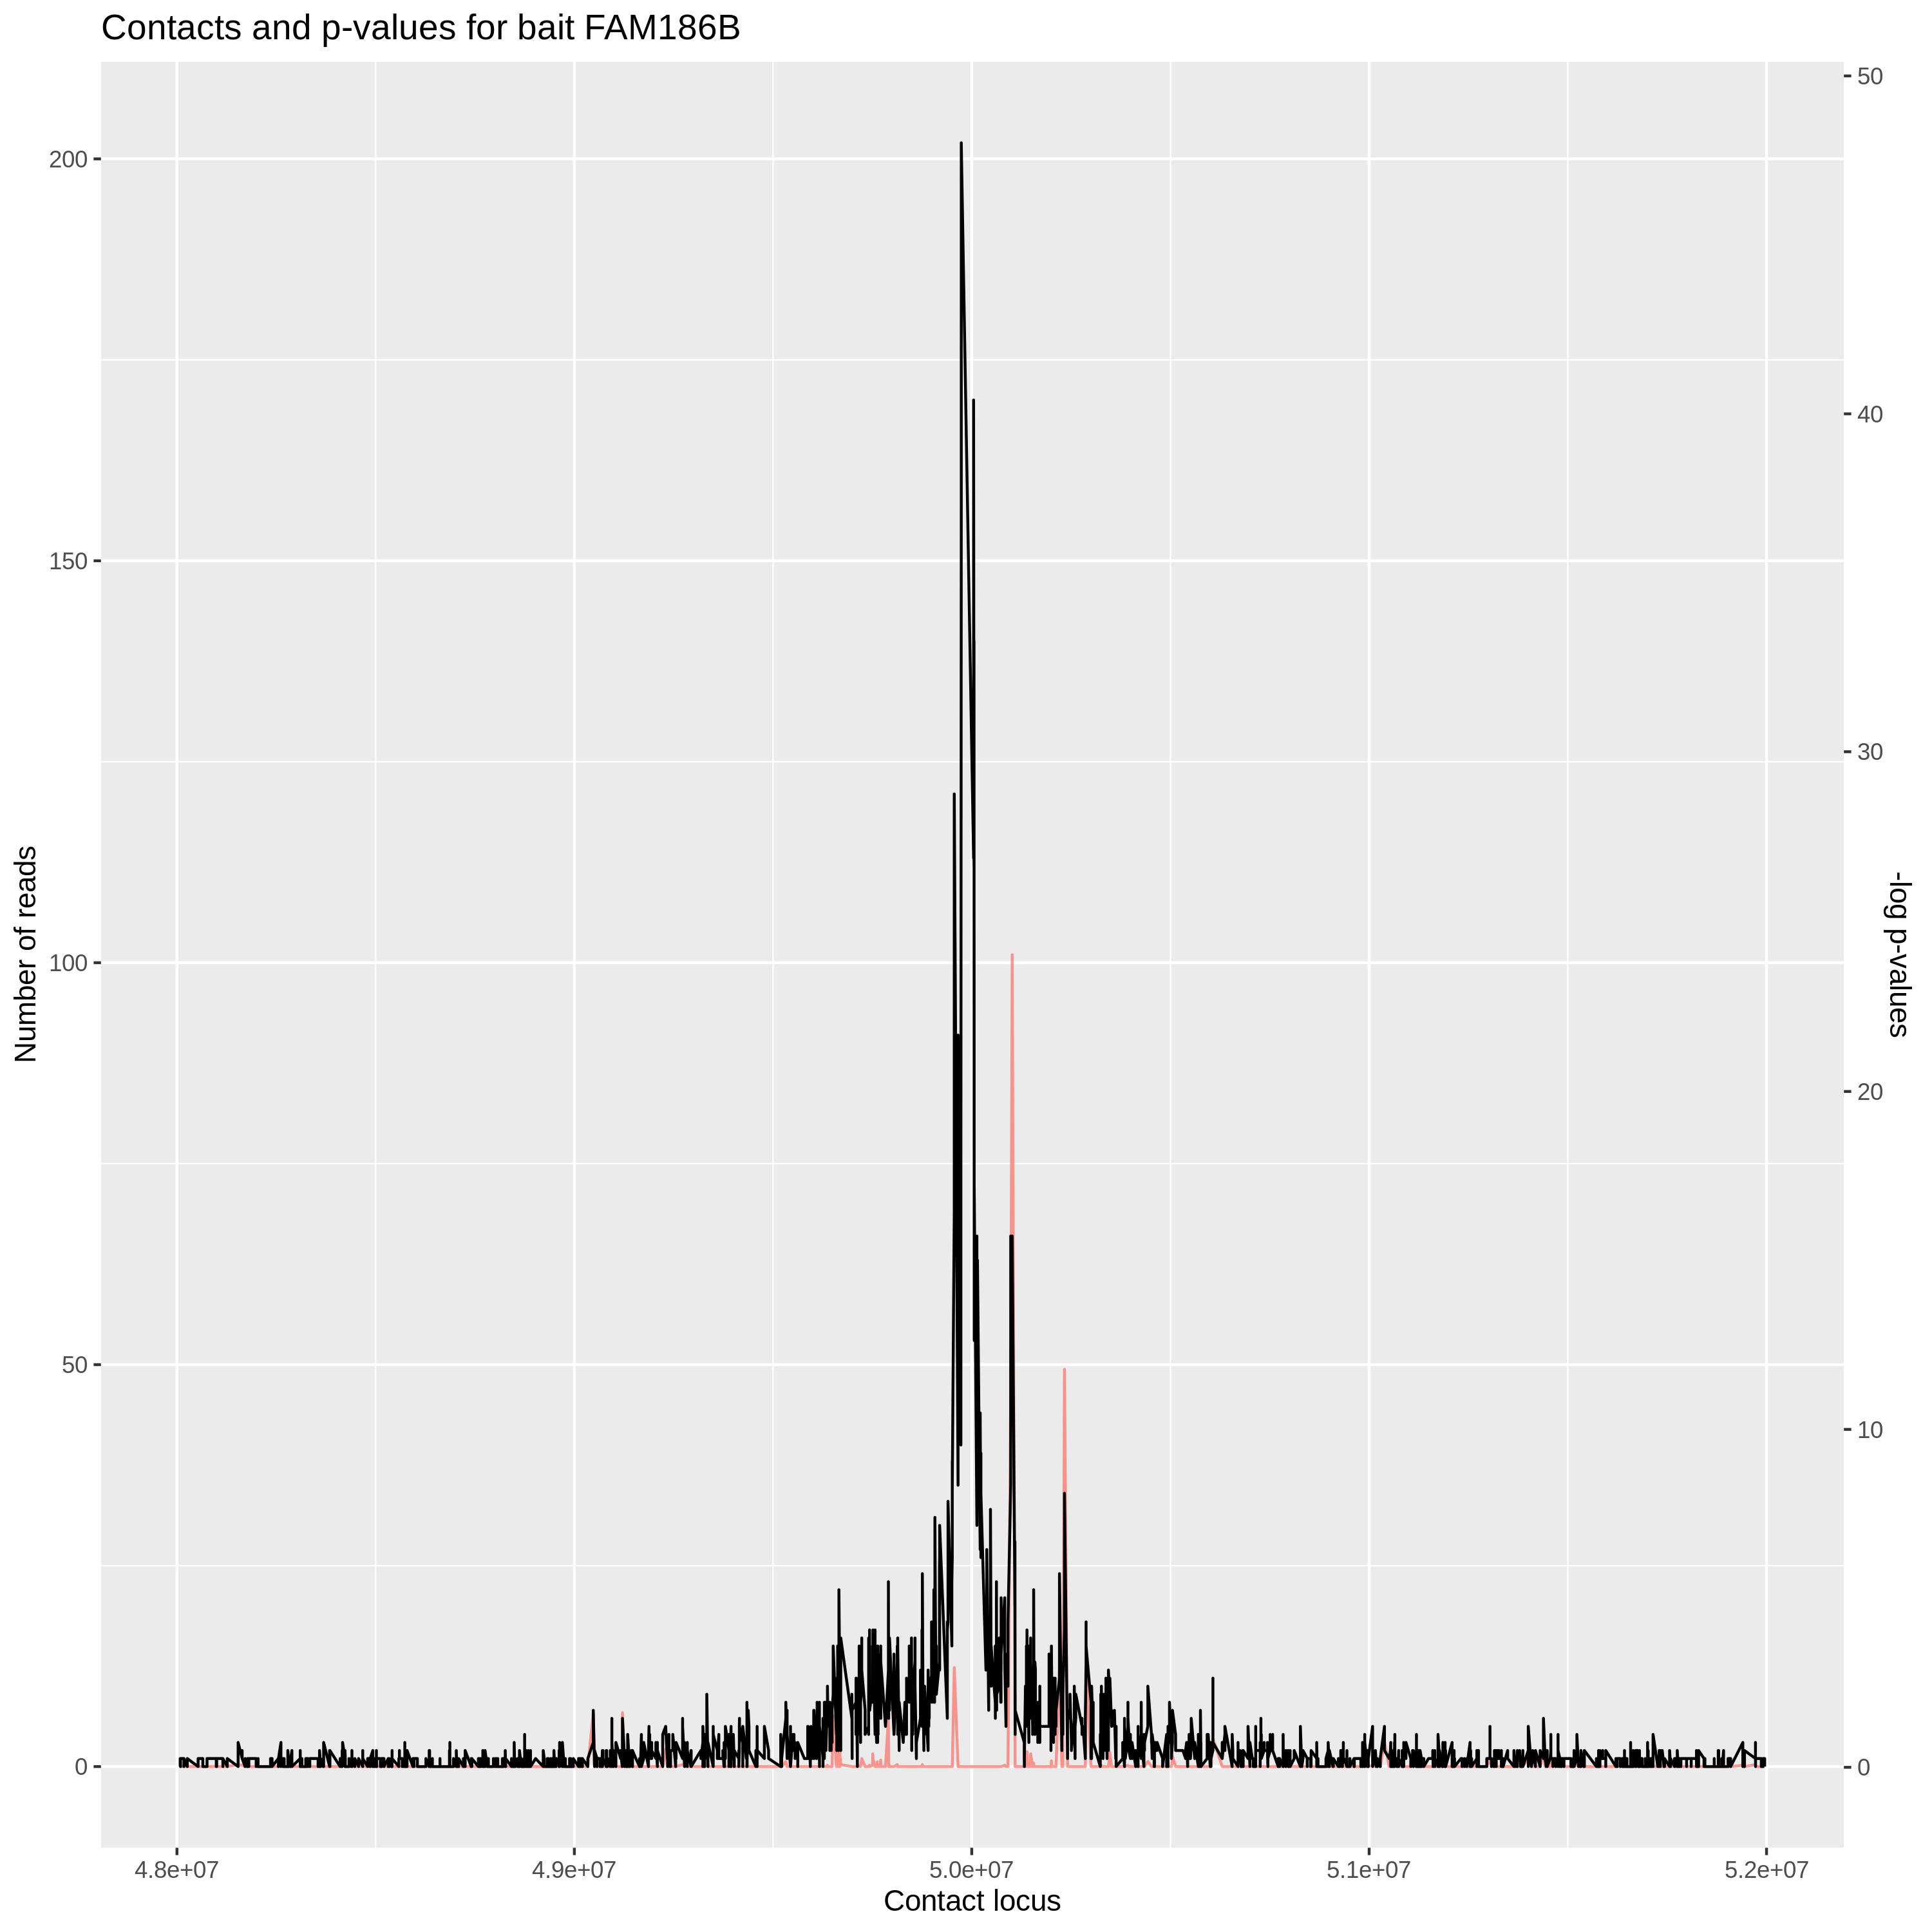 Contacts and p-values for bait FAM186B
200
150
100
50
0
Number of reads
50
40
30
20
10
0
-log p-values
4.8e+07 4.9e+07 5.0e+07 5.1e+07 5.2e+07
Contact locus